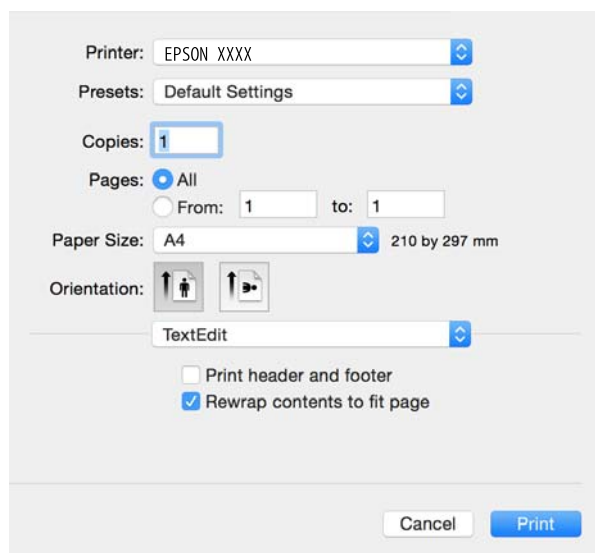 Printer: EPSON XXXX
Presets: Default Settings
Copies: 1
Pages: All
From: 1 to: 1
Paper Size: A4 210 by 297 mm
Orientation:
TextEdit
Print header and footer
Rewrap contents to fit page
Cancel Print